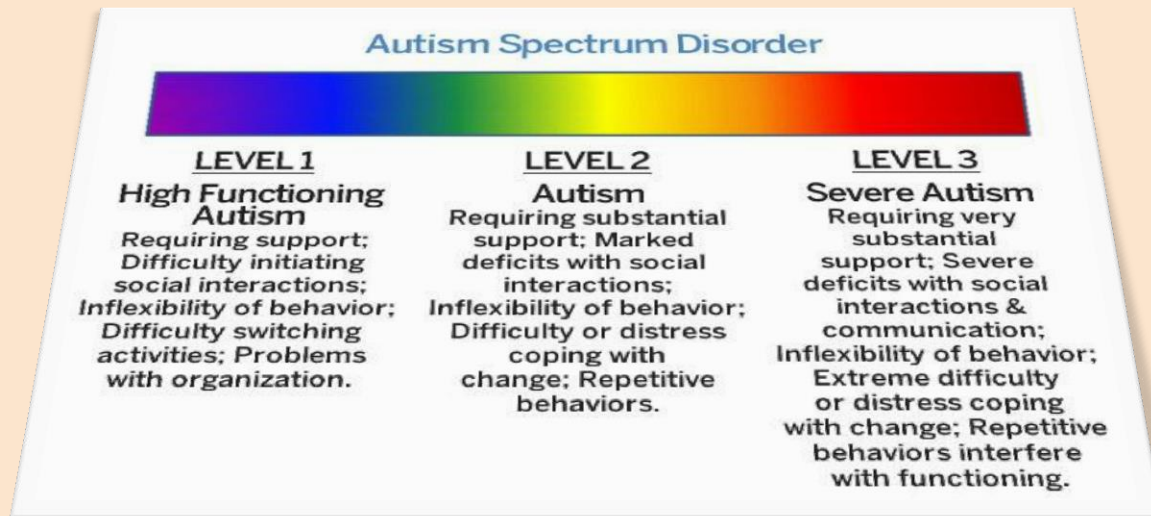 Autism Spectrum Disorder
LEVEL 1
High Functioning
Autism
Requiring support;
Difficulty initiating
social interactions;
Inflexibility of behavior;
Difficulty switching
activities; Problems
with organization.
LEVEL 2
Autism
Requiring substantial
support; Marked
deficits with social
interactions;
Inflexibility of behavior;
Difficulty or distress
coping with
change; Repetitive
behaviors.
LEVEL 3
Severe Autism
Requiring very
substantial
support; Severe
deficits with social
interactions &
communication;
Inflexibility of behavior;
Extreme difficulty
or distress coping
with change; Repetitive
behaviors interfere
with functioning.